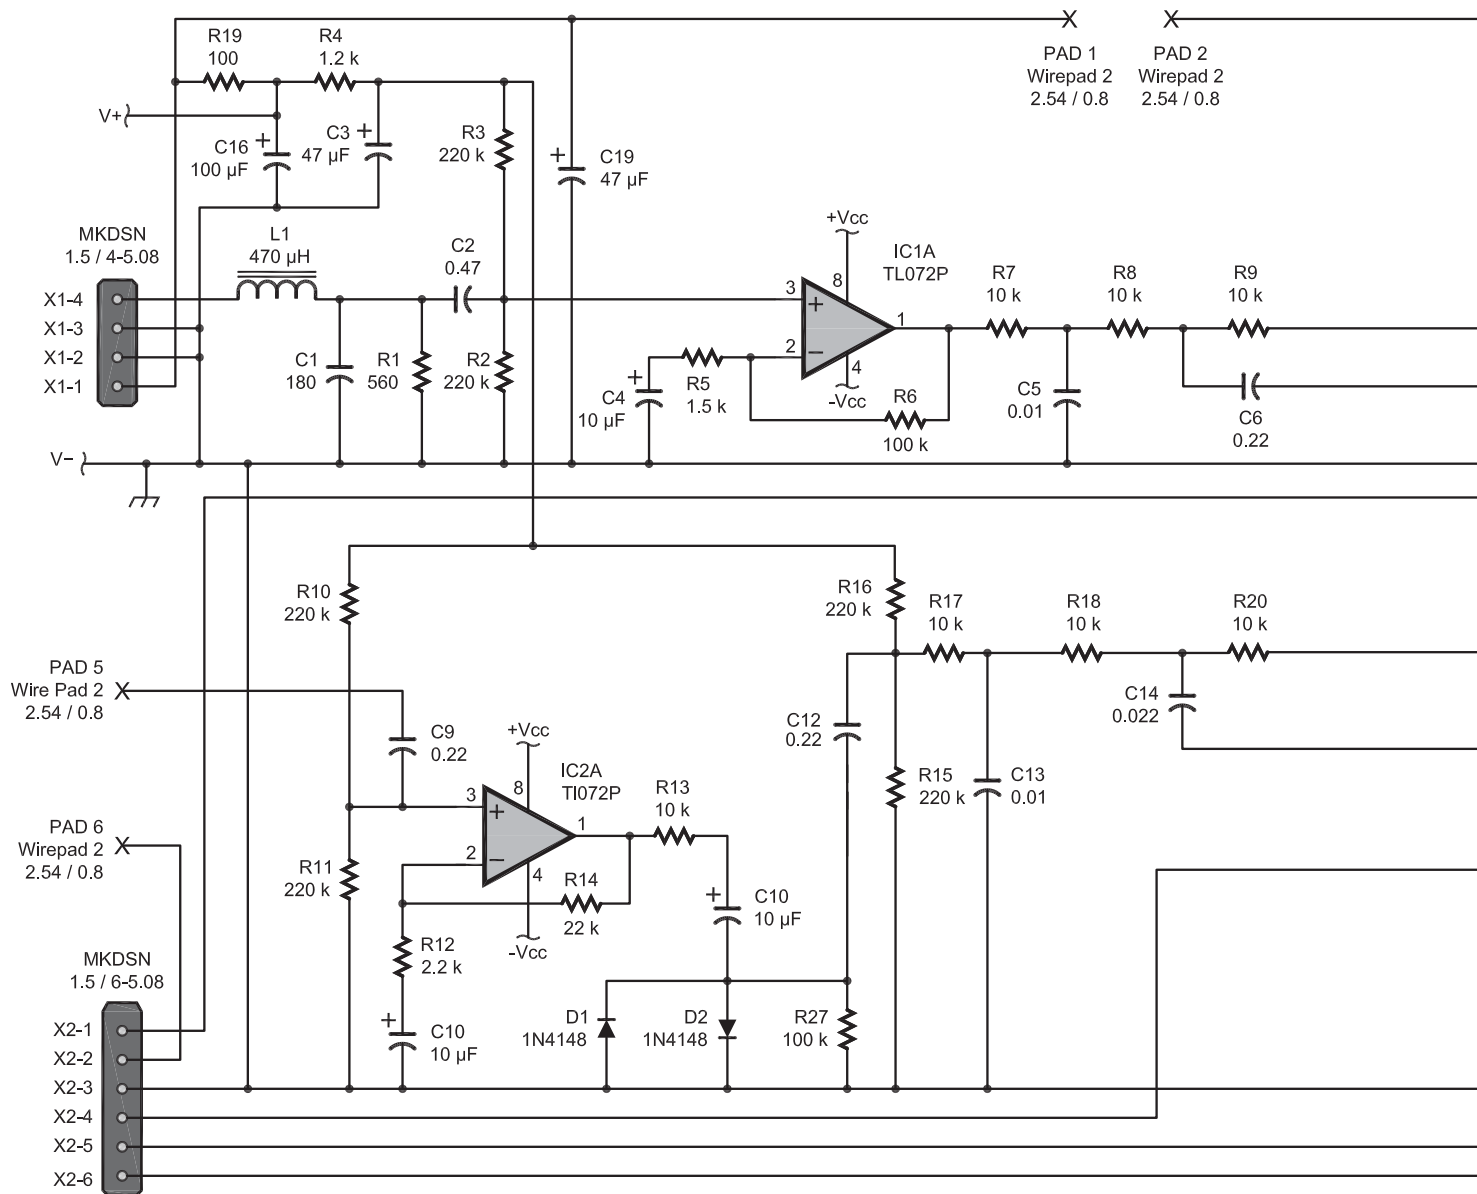 R19
100
R4
1.2 k
PAD 1
Wirepad 2
2.54 / 0.8
PAD 2
Wirepad 2
2.54 / 0.8
V+
+
C16
100 µF
+
C3
47 µF
R3
220 k
+
C19
47 µF
MKDSN
1.5 / 4-5.08
L1
470 µH
C2
0.47
+Vcc
IC1A
TL072P
R7
10 k
R8
10 k
R9
10 k
X1-4
X1-3
X1-2
X1-1
3
+
8
1
2
−
4
-Vcc
C1
180
R1
560
R2
220 k
+
C4
10 µF
R5
1.5 k
R6
100 k
C5
0.01
C6
0.22
V−
R10
220 k
R16
220 k
R17
10 k
R18
10 k
R20
10 k
PAD 5
Wire Pad 2
2.54 / 0.8
C9
0.22
+Vcc
IC2A
TI072P
C12
0.22
C14
0.022
R13
10 k
R15
220 k
C13
0.01
3
+
8
1
2
−
4
-Vcc
PAD 6
Wirepad 2
2.54 / 0.8
R11
220 k
R14
22 k
+
C10
10 µF
R12
2.2 k
MKDSN
1.5 / 6-5.08
+
C10
10 µF
D1
1N4148
D2
1N4148
R27
100 k
X2-1
X2-2
X2-3
X2-4
X2-5
X2-6